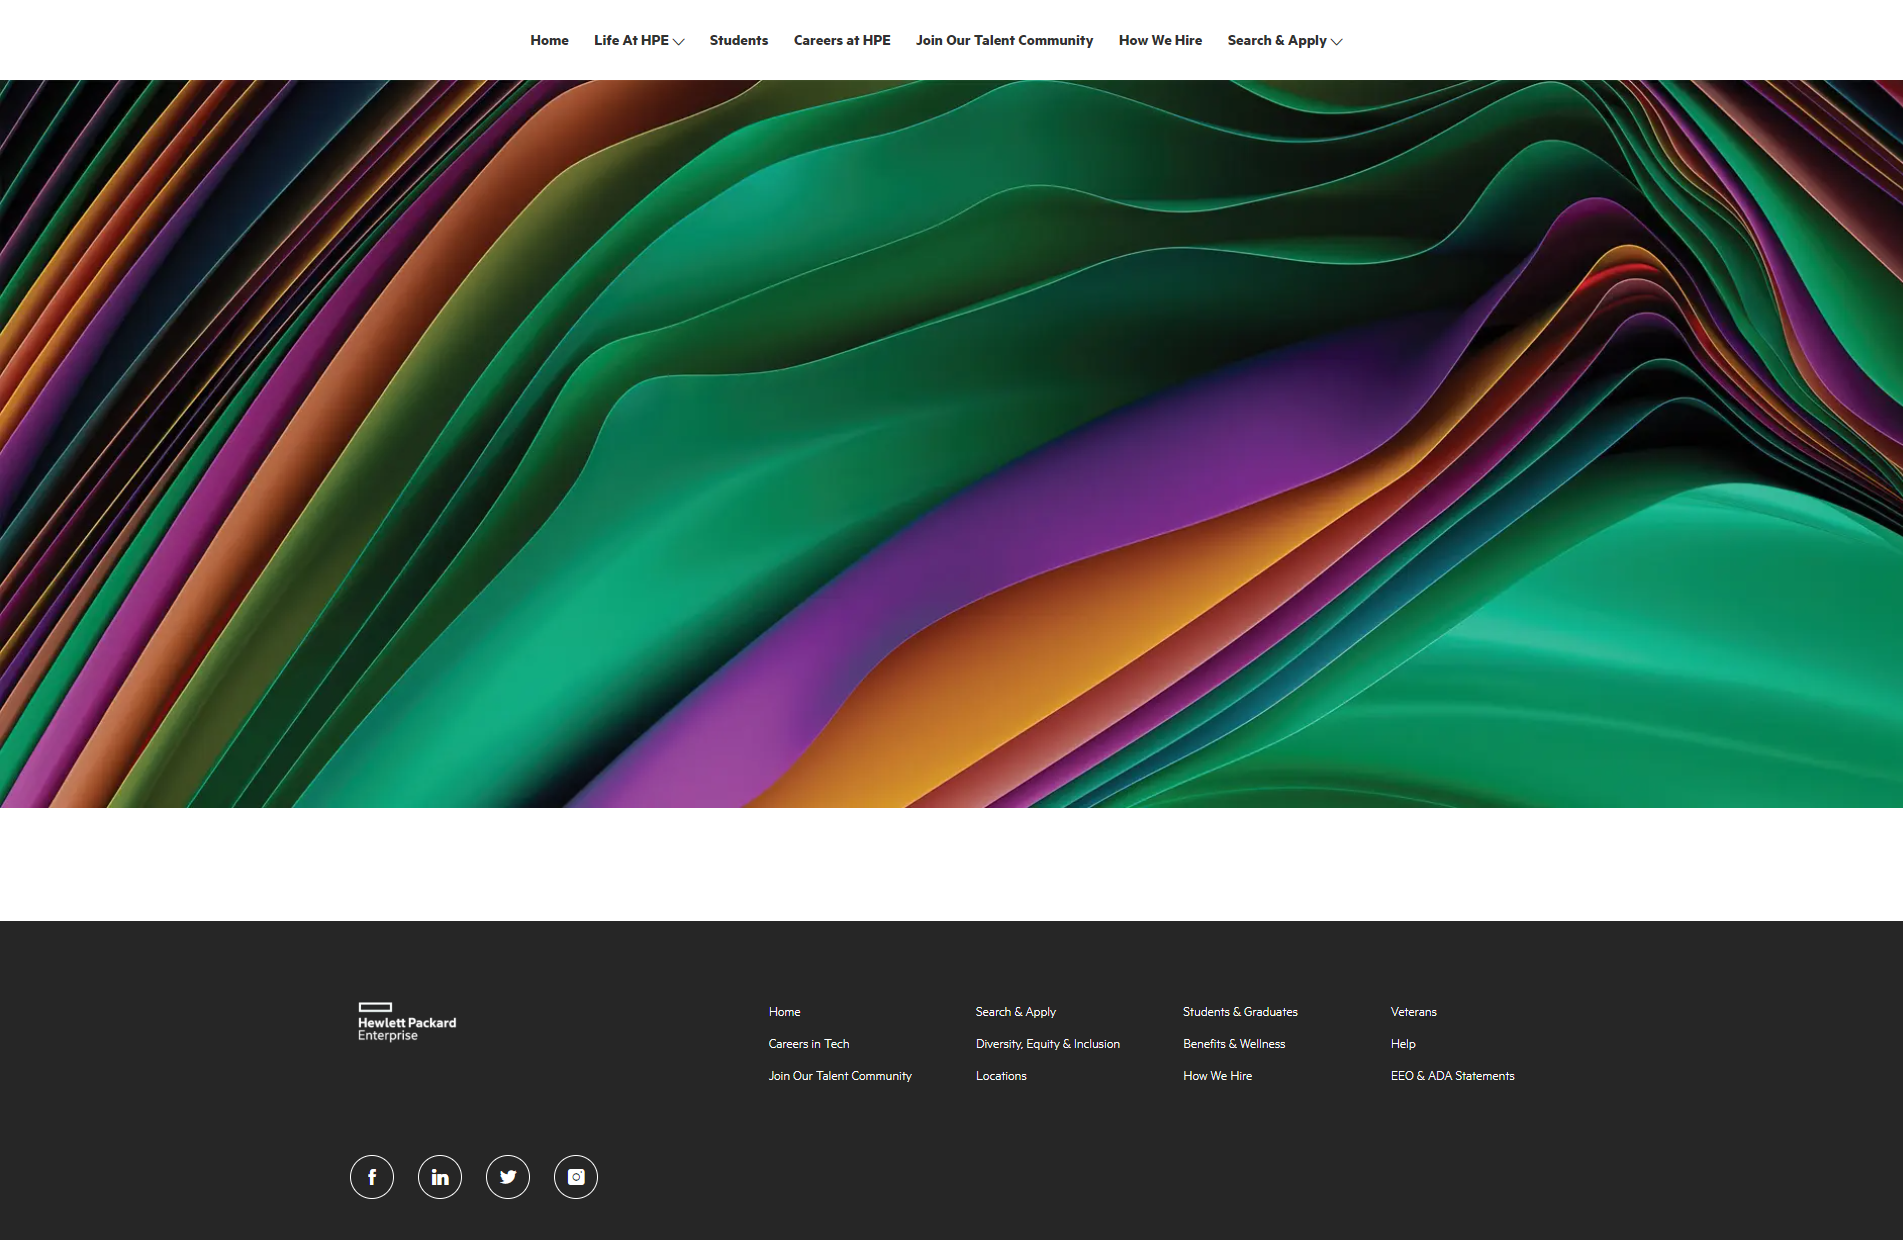 Home Life At HPE Students Careers at HPE Join Our Talent Community How We Hire Search & Apply
Hewlett Packard
Enterprise
Home Search & Apply Students & Graduates Veterans
Careers in Tech Diversity, Equity & Inclusion Benefits & Wellness Help
Join Our Talent Community Locations How We Hire EEO & ADA Statements